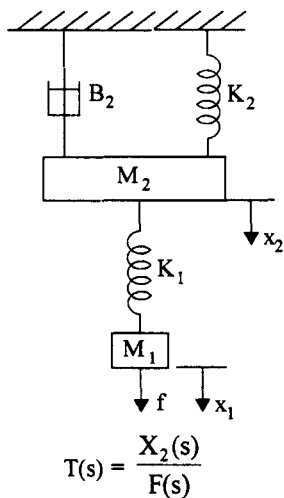 B₂
K₂
M₂
x₂
K₁
M₁
f x₁
T(s) = X₂(s) / F(s)